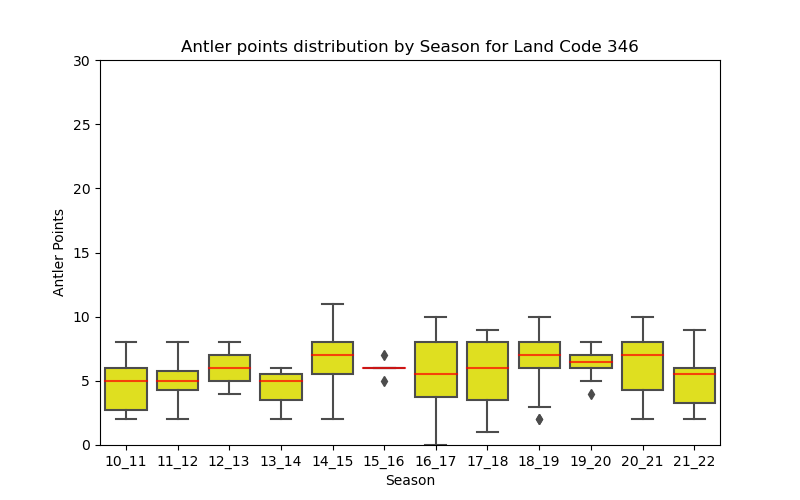 Antler points distribution by Season for Land Code 346
30
25
20
15
10
5
0
Antler Points
10_11 11_12 12_13 13_14 14_15 15_16 16_17 17_18 18_19 19_20 20_21 21_22
Season